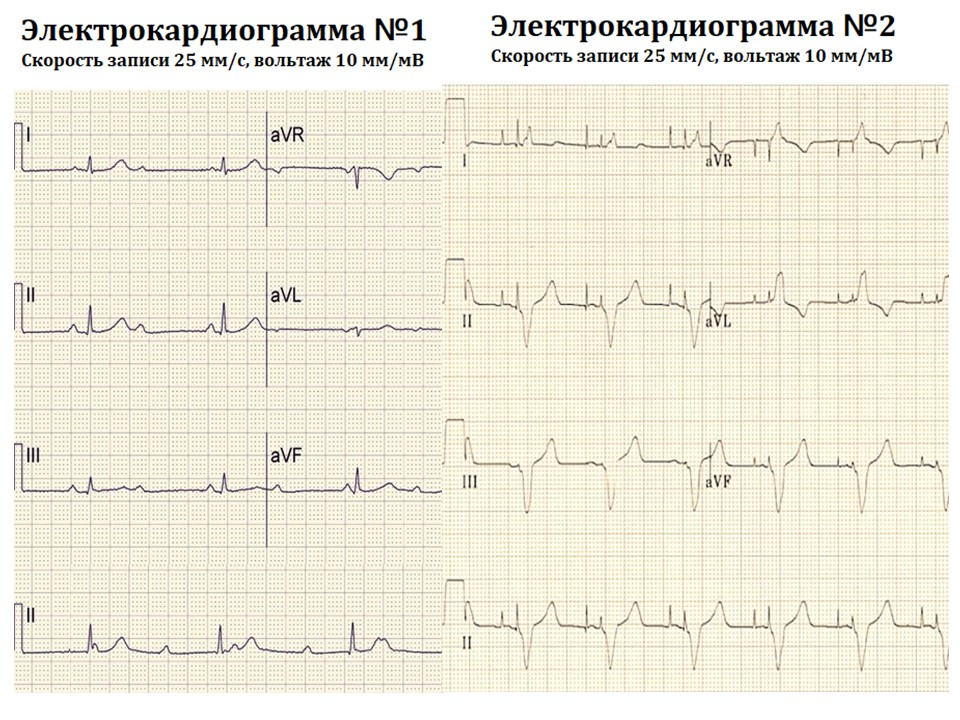 Электрокардиограмма №1
Скорость записи 25 мм/с, вольтаж 10 мм/мВ
I
aVR
II
aVL
III
aVF
II
Электрокардиограмма №2
Скорость записи 25 мм/с, вольтаж 10 мм/мВ
I
aVR
II
aVL
III
aVF
II